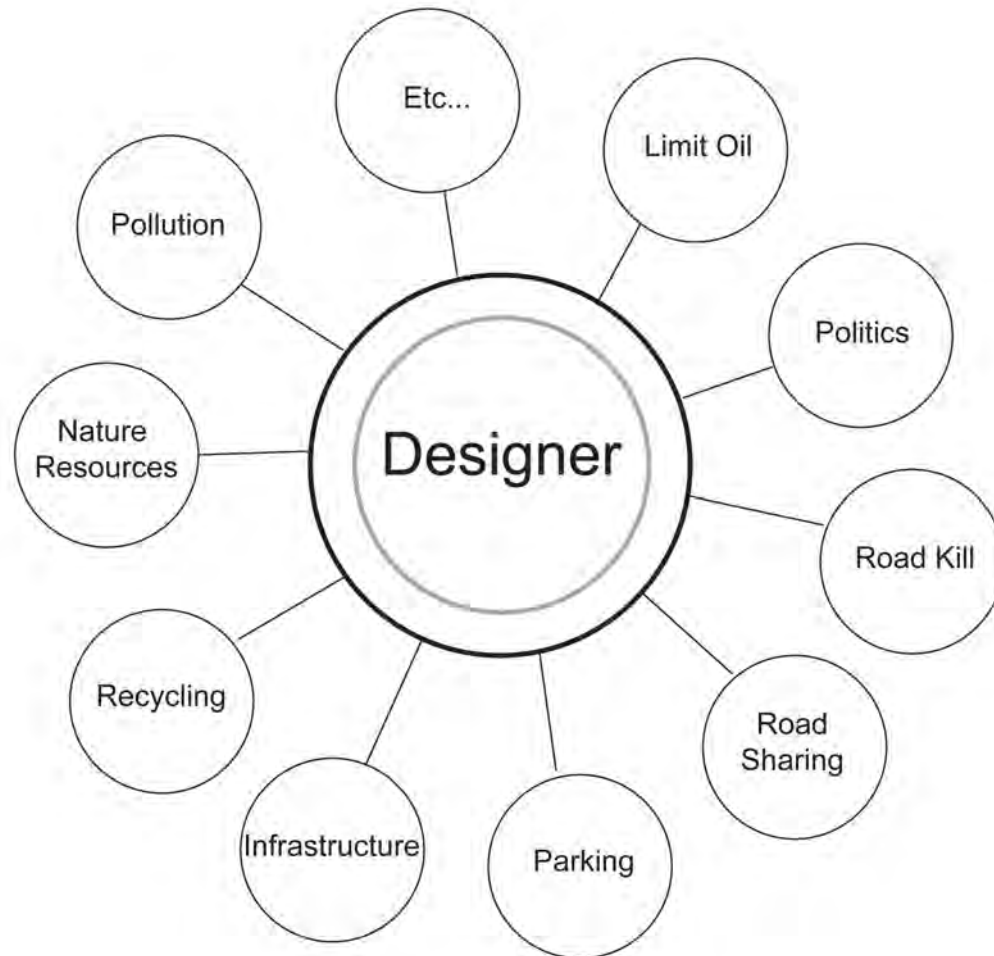 Etc...
Limit Oil
Pollution
Politics
Nature
Resources
Designer
Road Kill
Recycling
Road
Sharing
Infrastructure
Parking